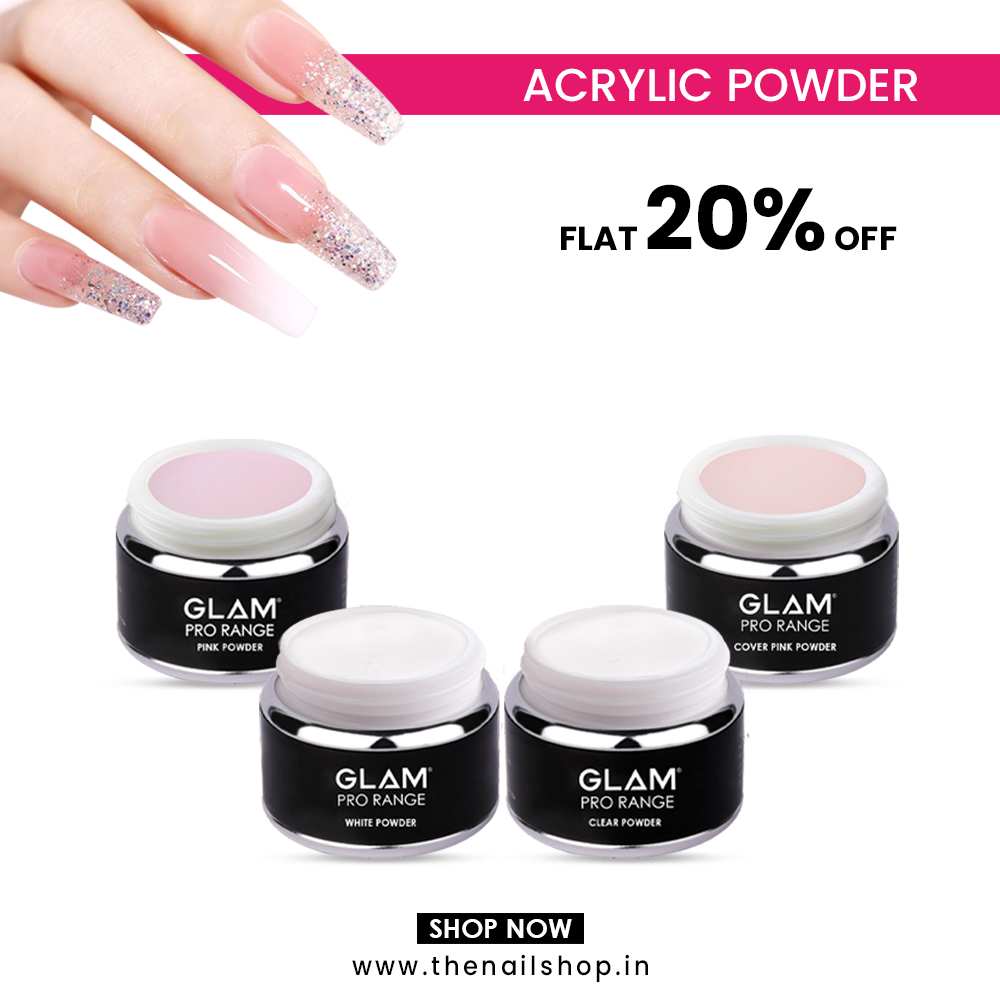 ACRYLIC POWDER
FLAT 20% OFF
GLAM®
PRO RANGE
PINK POWDER
GLAM®
PRO RANGE
COVER PINK POWDER
GLAM®
PRO RANGE
WHITE POWDER
GLAM®
PRO RANGE
CLEAR POWDER
SHOP NOW
www.thenailshop.in